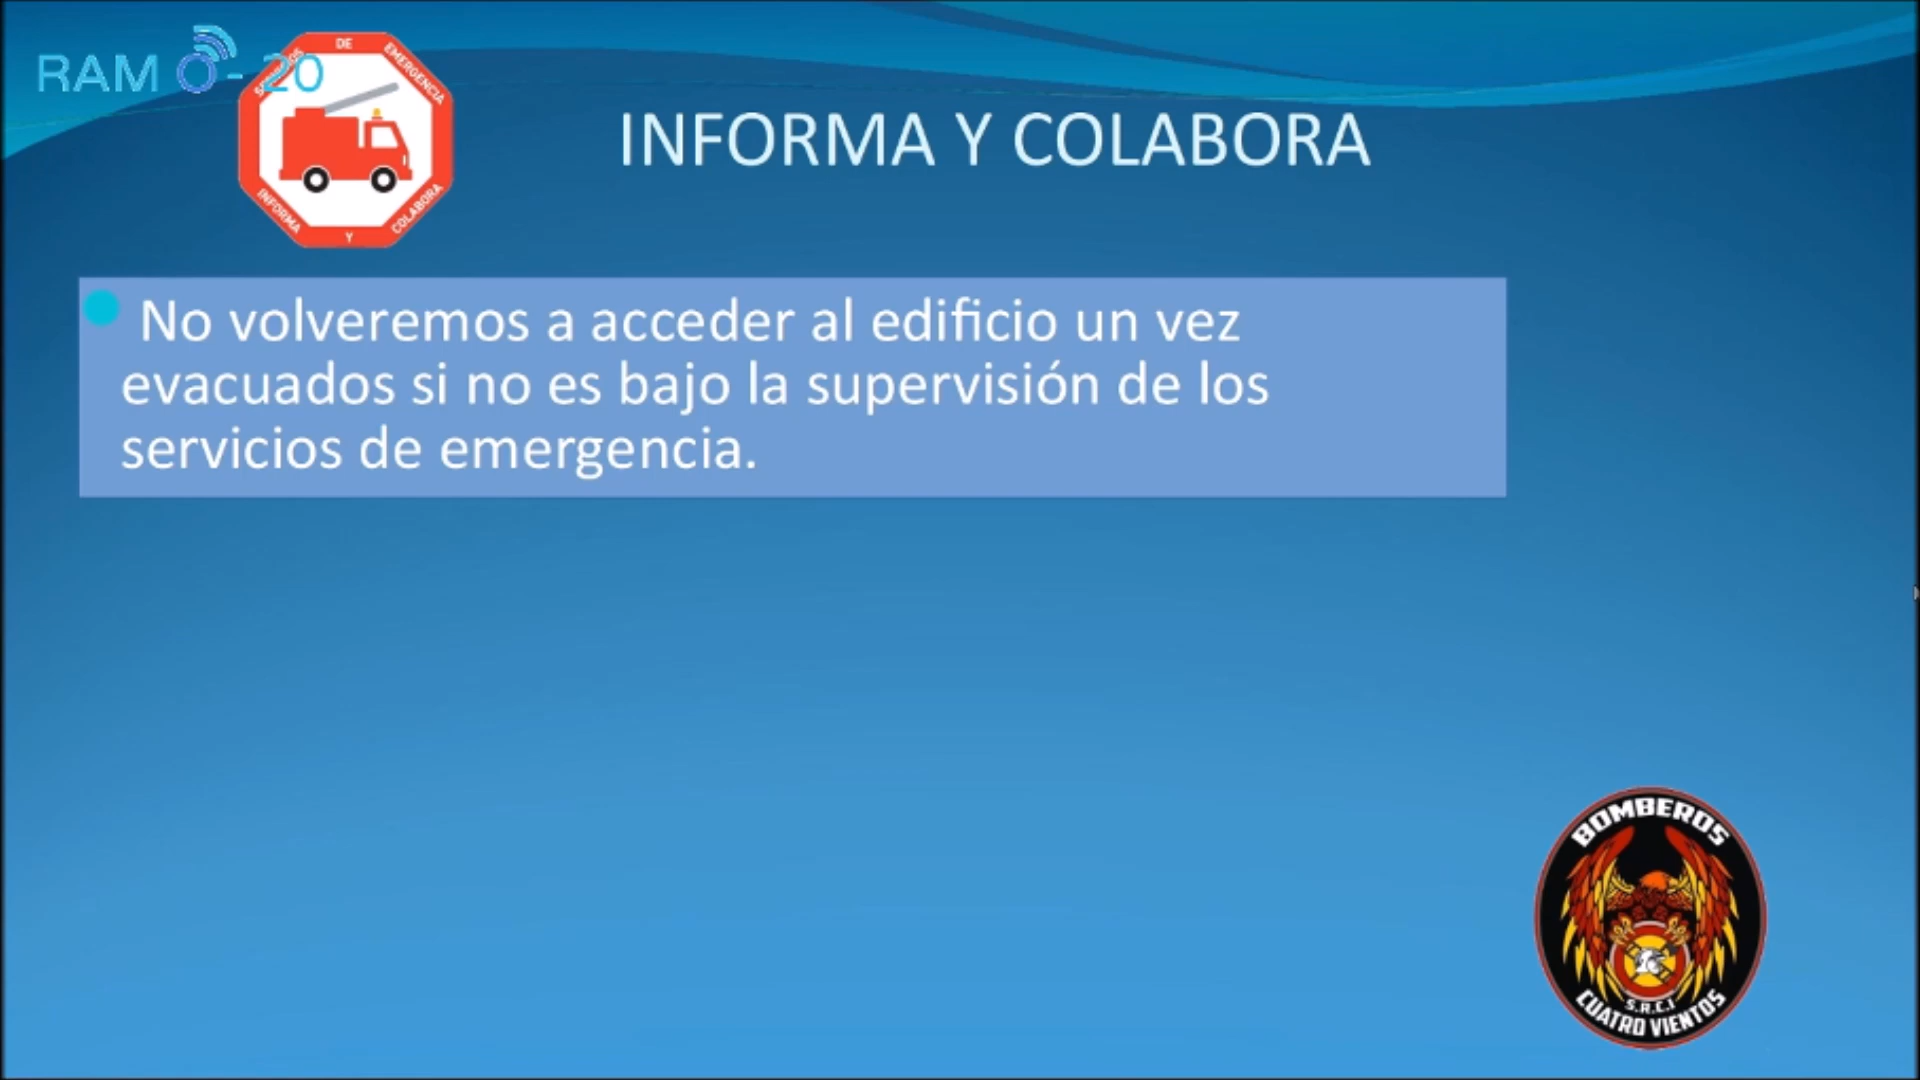 RAM O - 20
SERVICIOS DE EMERGENCIA
INFORMA Y COLABORA
INFORMA Y COLABORA
No volveremos a acceder al edificio un vez
evacuados si no es bajo la supervisión de los
servicios de emergencia.
BOMBEROS
S.R.C.I
CUATRO VIENTOS